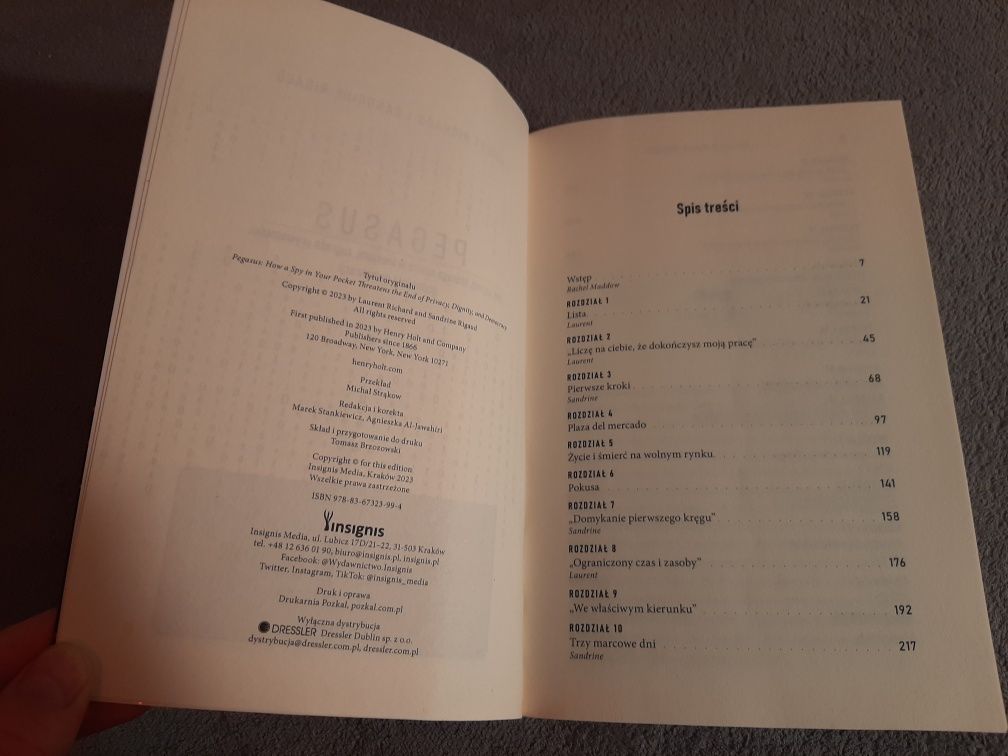 PEGASUS
Tytuł oryginału
Pegasus: How a Spy in Your Pocket Threatens the End of Privacy, Dignity, and Democracy
Copyright © 2023 by Laurent Richard and Sandrine Rigaud
All rights reserved
First published in 2023 by Henry Holt and Company
Publishers since 1866
120 Broadway, New York, New York 10271
henryholt.com
Przekład
Michał Strąkow
Redakcja i korekta
Marek Stankiewicz, Agnieszka Al-Jawahiri
Skład i przygotowanie do druku
Tomasz Brzozowski
Copyright © for this edition
Insignis Media, Kraków 2023
Wszelkie prawa zastrzeżone
ISBN 978-83-67323-99-4
insignis
Insignis Media, ul. Lubicz 17D/21–22, 31-503 Kraków
tel. +48 12 636 01 90, biuro@insignis.pl, insignis.pl
Facebook: @Wydawnictwo.Insignis
Twitter, Instagram, TikTok: @insignis_media
Druk i oprawa
Drukarnia Pozkal, pozkal.com.pl
Wyłączna dystrybucja
DRESSLER Dressler Dublin sp. z o.o.
dystrybucja@dressler.com.pl, dressler.com.pl
Spis treści
Wstęp 7
Rachel Maddow
ROZDZIAŁ 1
Lista 21
Laurent
ROZDZIAŁ 2
„Liczę na ciebie, że dokończysz moją pracę” 45
Laurent
ROZDZIAŁ 3
Pierwsze kroki 68
Sandrine
ROZDZIAŁ 4
Plaza del mercado 97
ROZDZIAŁ 5
Życie i śmierć na wolnym rynku 119
ROZDZIAŁ 6
Pokusa 141
ROZDZIAŁ 7
„Domykanie pierwszego kręgu” 158
Sandrine
ROZDZIAŁ 8
„Ograniczony czas i zasoby” 176
Laurent
ROZDZIAŁ 9
„We właściwym kierunku” 192
ROZDZIAŁ 10
Trzy marcowe dni 217
Sandrine